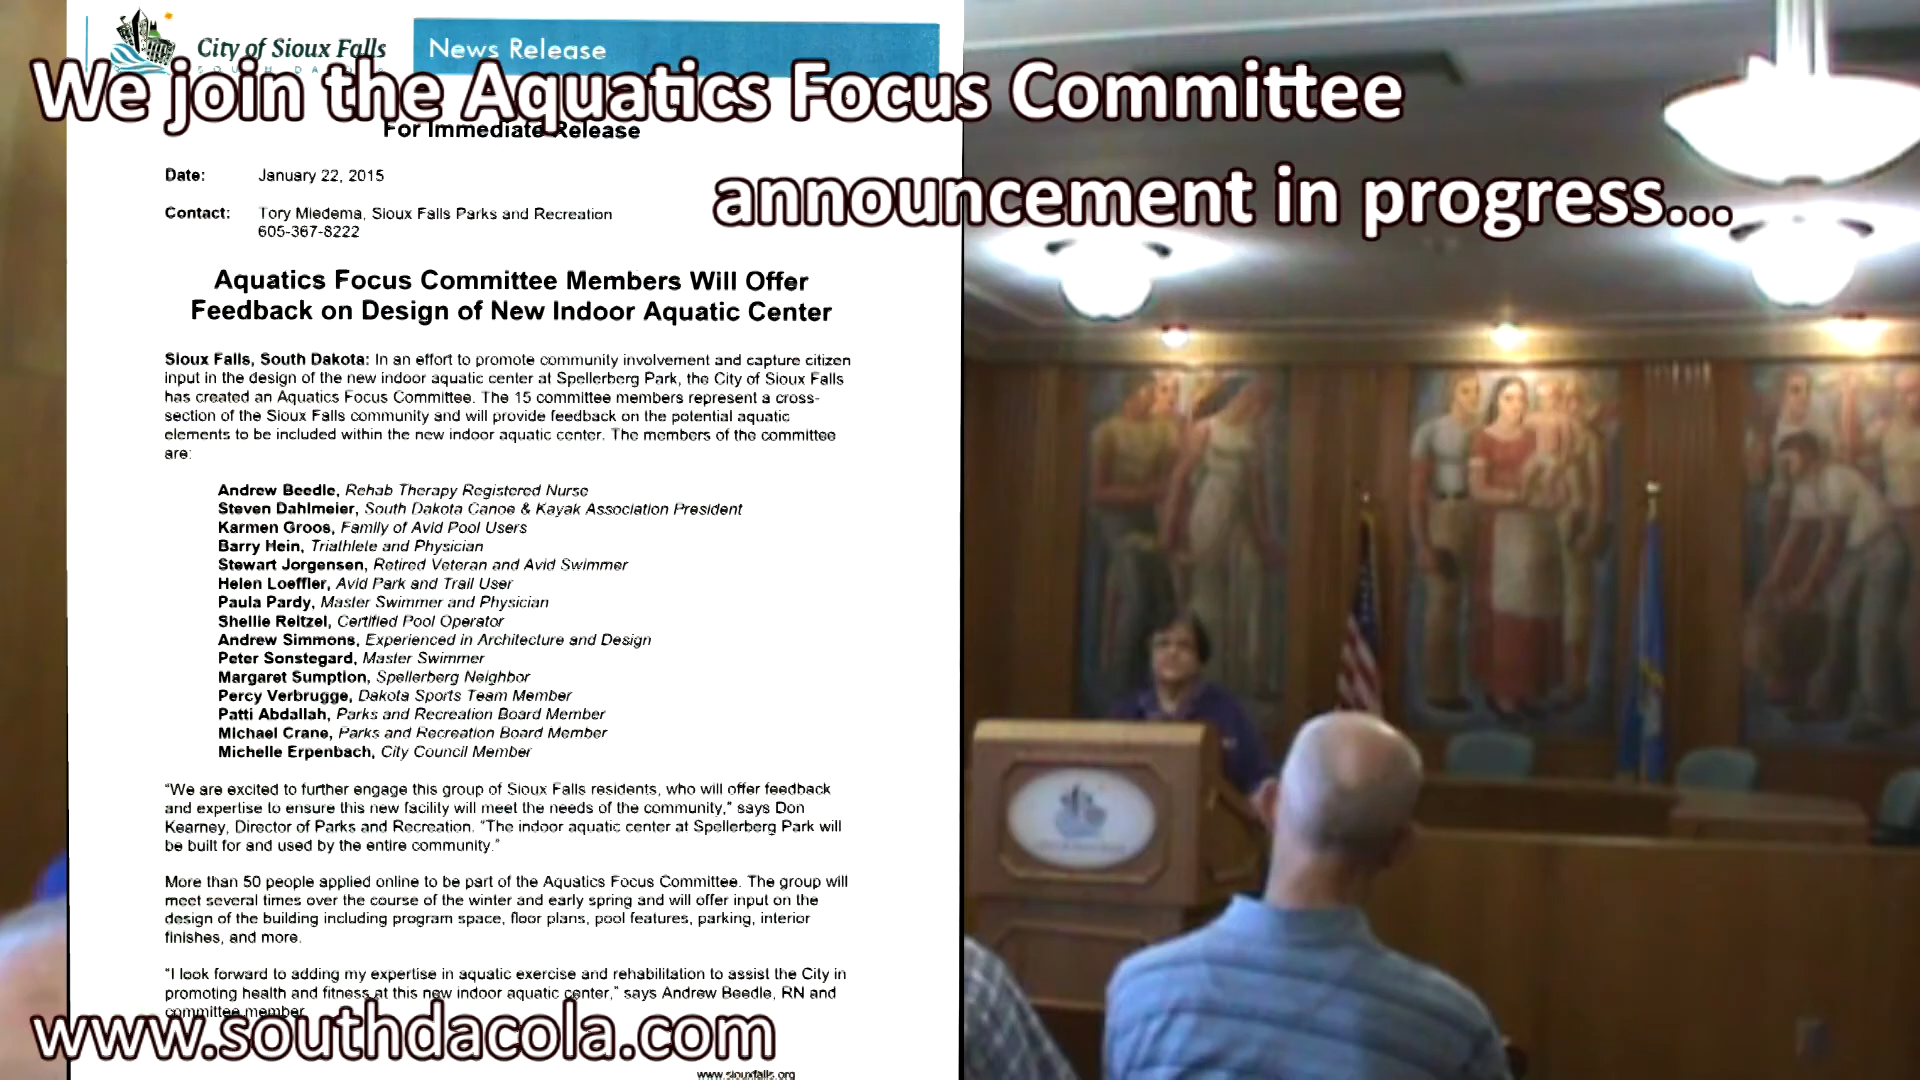 City of Sioux Falls
SOUTH DAKOTA
News Release
We join the Aquatics Focus Committee
announcement in progress...
For Immediate Release
Date: January 22, 2015
Contact: Tory Miedema, Sioux Falls Parks and Recreation
605-367-8222
Aquatics Focus Committee Members Will Offer
Feedback on Design of New Indoor Aquatic Center
Sioux Falls, South Dakota: In an effort to promote community involvement and capture citizen
input in the design of the new indoor aquatic center at Spellerberg Park, the City of Sioux Falls
has created an Aquatics Focus Committee. The 15 committee members represent a cross-
section of the Sioux Falls community and will provide feedback on the potential aquatic
elements to be included within the new indoor aquatic center. The members of the committee
are:
Andrew Beedle, Rehab Therapy Registered Nurse
Steven Dahlmeier, South Dakota Canoe & Kayak Association President
Karmen Groos, Family of Avid Pool Users
Barry Hein, Triathlete and Physician
Stewart Jorgensen, Retired Veteran and Avid Swimmer
Helen Loeffler, Avid Park and Trail User
Paula Pardy, Master Swimmer and Physician
Shellie Reitzel, Certified Pool Operator
Andrew Simmons, Experienced in Architecture and Design
Peter Sonstegard, Master Swimmer
Margaret Sumption, Spellerberg Neighbor
Percy Verbrugge, Dakota Sports Team Member
Patti Abdallah, Parks and Recreation Board Member
Michael Crane, Parks and Recreation Board Member
Michelle Erpenbach, City Council Member
"We are excited to further engage this group of Sioux Falls residents, who will offer feedback
and expertise to ensure this new facility will meet the needs of the community," says Don
Kearney, Director of Parks and Recreation. "The indoor aquatic center at Spellerberg Park will
be built for and used by the entire community."
More than 50 people applied online to be part of the Aquatics Focus Committee. The group will
meet several times over the course of the winter and early spring and will offer input on the
design of the building including program space, floor plans, pool features, parking, interior
finishes, and more.
"I look forward to adding my expertise in aquatic exercise and rehabilitation to assist the City in
promoting health and fitness at this new indoor aquatic center," says Andrew Beedle, RN and
committee member.
www.southdacola.com
www.siouxfalls.org